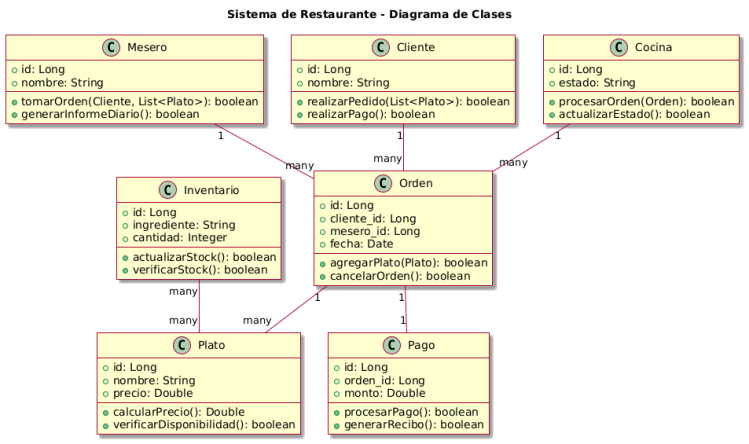 Sistema de Restaurante - Diagrama de Clases
C Mesero
id: Long
nombre: String
tomarOrden(Cliente, List<Plato>): boolean
generarInformeDiario(): boolean
C Cliente
id: Long
nombre: String
realizarPedido(List<Plato>): boolean
realizarPago(): boolean
C Cocina
id: Long
estado: String
procesarOrden(Orden): boolean
actualizarEstado(): boolean
1
1
1
many
many
many
C Inventario
id: Long
ingrediente: String
cantidad: Integer
actualizarStock(): boolean
verificarStock(): boolean
C Orden
id: Long
cliente_id: Long
mesero_id: Long
fecha: Date
agregarPlato(Plato): boolean
cancelarOrden(): boolean
many
1
1
many
many
1
C Plato
id: Long
nombre: String
precio: Double
calcularPrecio(): Double
verificarDisponibilidad(): boolean
C Pago
id: Long
orden_id: Long
monto: Double
procesarPago(): boolean
generarRecibo(): boolean